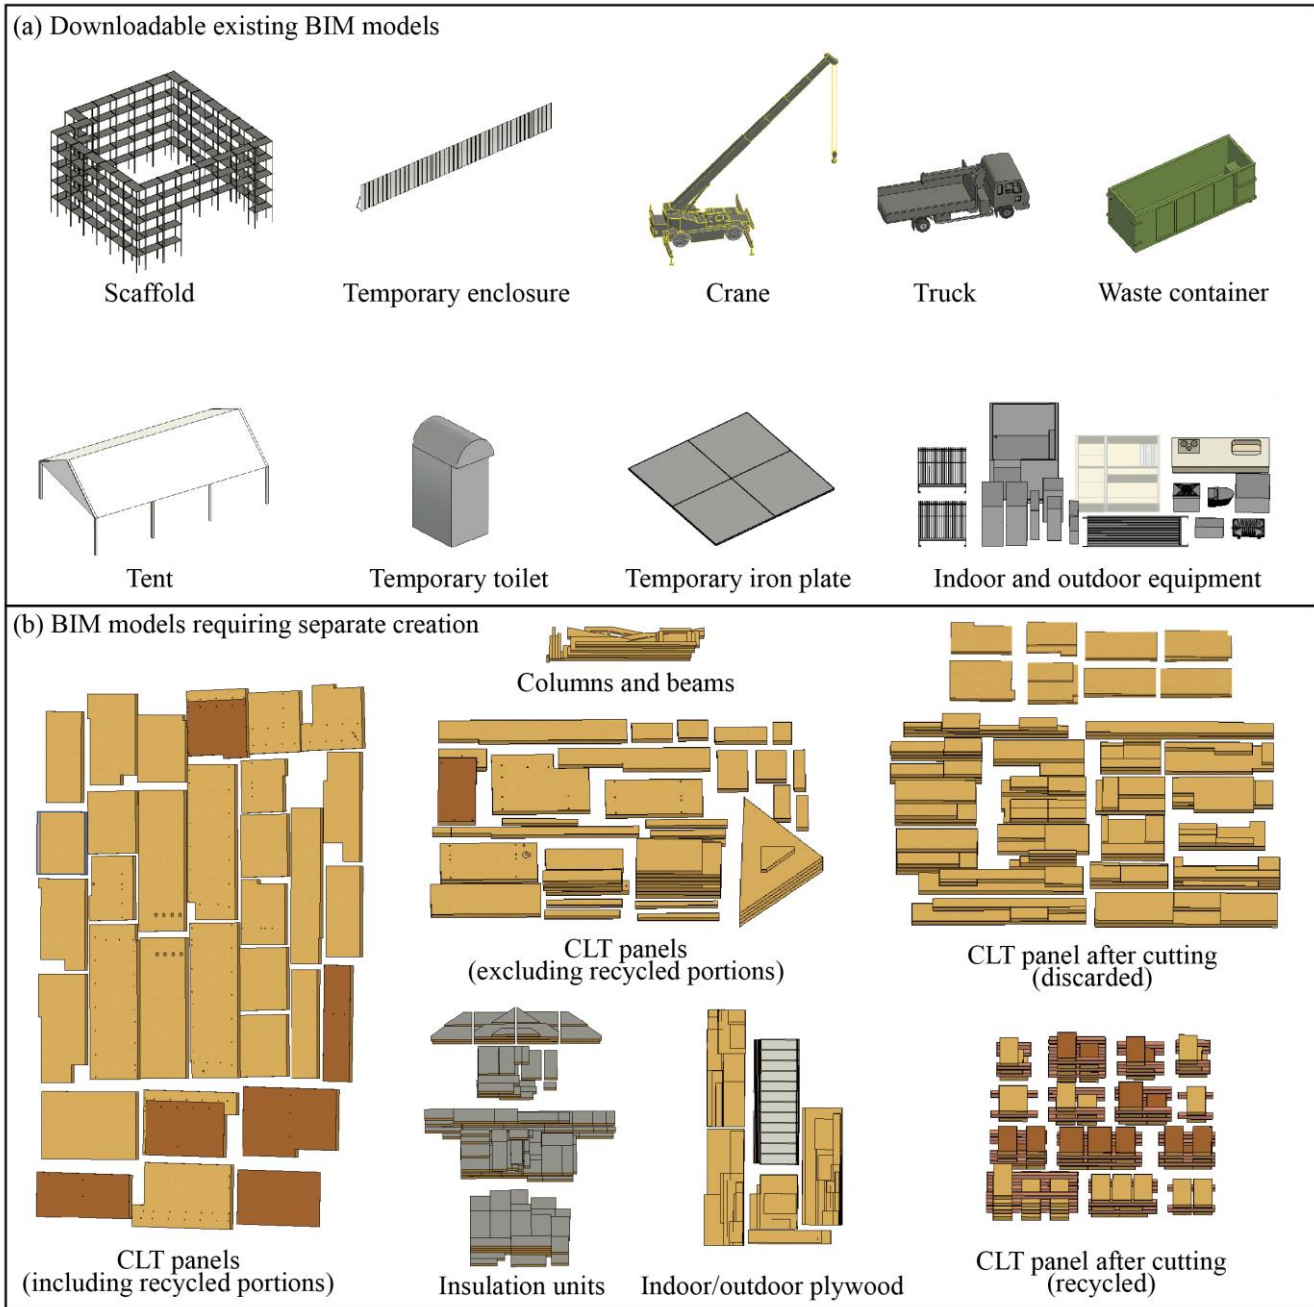 (a) Downloadable existing BIM models
Scaffold
Temporary enclosure
Crane
Truck
Waste container
Tent
Temporary toilet
Temporary iron plate
Indoor and outdoor equipment
(b) BIM models requiring separate creation
Columns and beams
CLT panels
(excluding recycled portions)
CLT panel after cutting
(discarded)
CLT panels
(including recycled portions)
Insulation units
Indoor/outdoor plywood
CLT panel after cutting
(recycled)